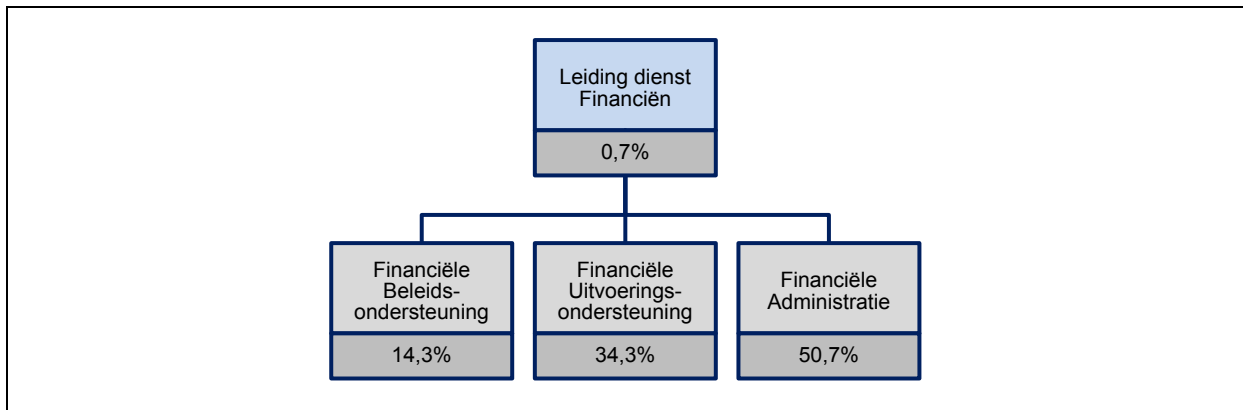 Leiding dienst
Financiën
0,7%
Financiële
Beleids-
ondersteuning
14,3%
Financiële
Uitvoerings-
ondersteuning
34,3%
Financiële
Administratie
50,7%